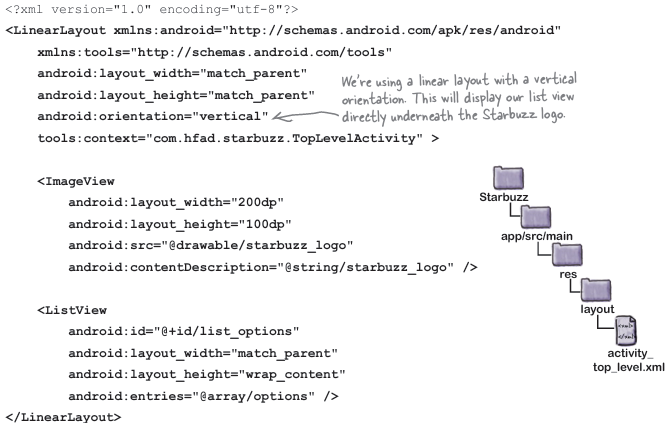 <?xml version="1.0" encoding="utf-8"?>
<LinearLayout xmlns:android="http://schemas.android.com/apk/res/android"
xmlns:tools="http://schemas.android.com/tools"
android:layout_width="match_parent"
android:layout_height="match_parent"
android:orientation="vertical"
tools:context="com.hfad.starbuzz.TopLevelActivity" >
We're using a linear layout with a vertical
orientation. This will display our list view
directly underneath the Starbuzz logo.
<ImageView
android:layout_width="200dp"
android:layout_height="100dp"
android:src="@drawable/starbuzz_logo"
android:contentDescription="@string/starbuzz_logo" />
<ListView
android:id="@+id/list_options"
android:layout_width="match_parent"
android:layout_height="wrap_content"
android:entries="@array/options" />
</LinearLayout>
Starbuzz
app/src/main
res
layout
<xml>
</xml>
activity_
top_level.xml